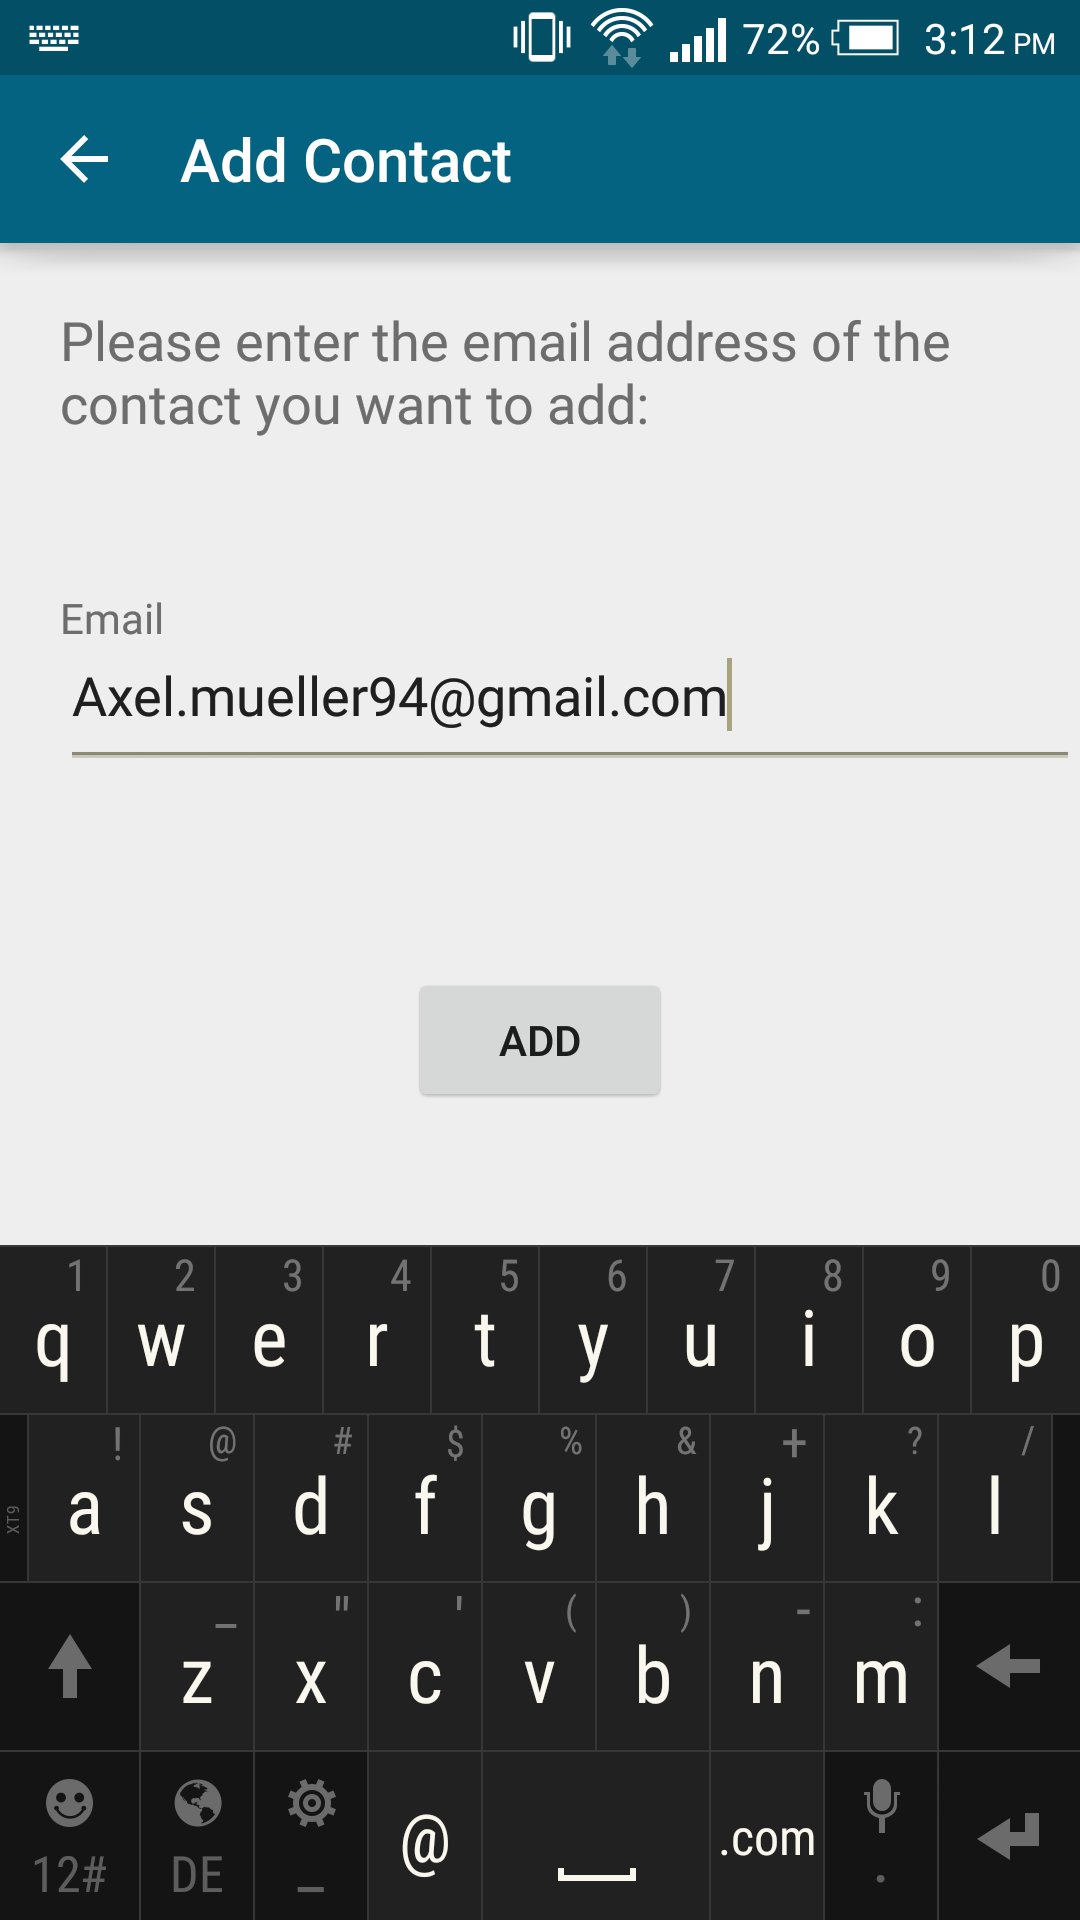 72% 3:12 PM
Add Contact
Please enter the email address of the
contact you want to add:
Email
Axel.mueller94@gmail.com
ADD
1 2 3 4 5 6 7 8 9 0
q w e r t y u i o p
! @ # $ % & + ? /
XT9 a s d f g h j k l
_ " ' ( ) - :
z x c v b n m
12# DE _ @ .com .